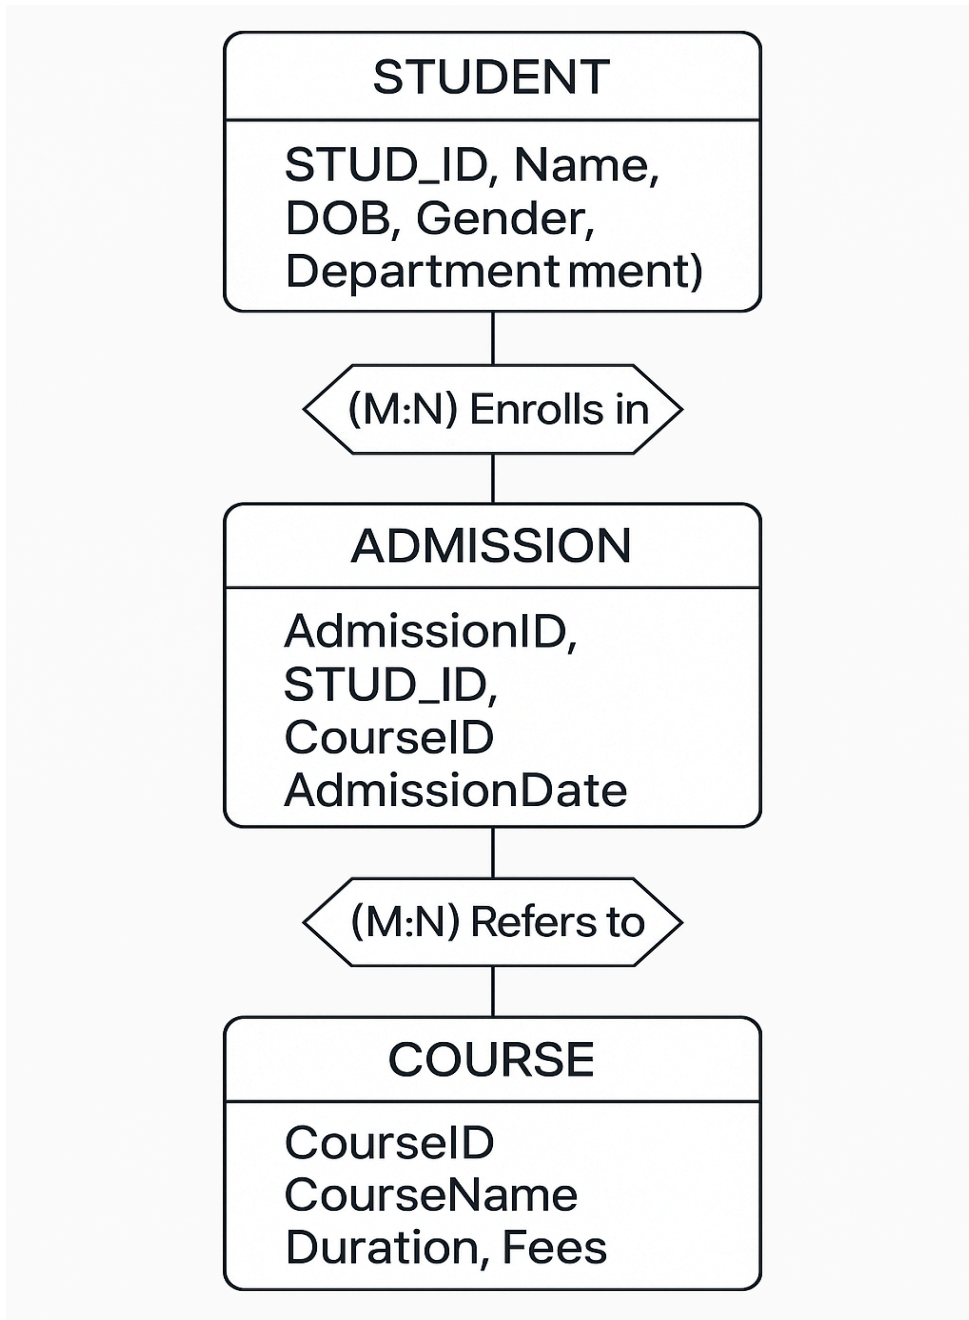 STUDENT
STUD_ID, Name,
DOB, Gender,
Department mment)
(M:N) Enrolls in
ADMISSION
AdmissionID,
STUD_ID,
CourseID
AdmissionDate
(M:N) Refers to
COURSE
CourseID
CourseName
Duration, Fees